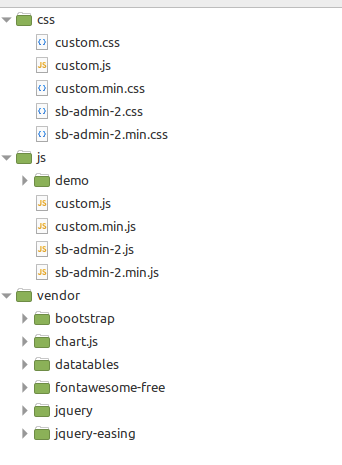 css
custom.css
custom.js
custom.min.css
sb-admin-2.css
sb-admin-2.min.css
js
demo
custom.js
custom.min.js
sb-admin-2.js
sb-admin-2.min.js
vendor
bootstrap
chart.js
datatables
fontawesome-free
jquery
jquery-easing